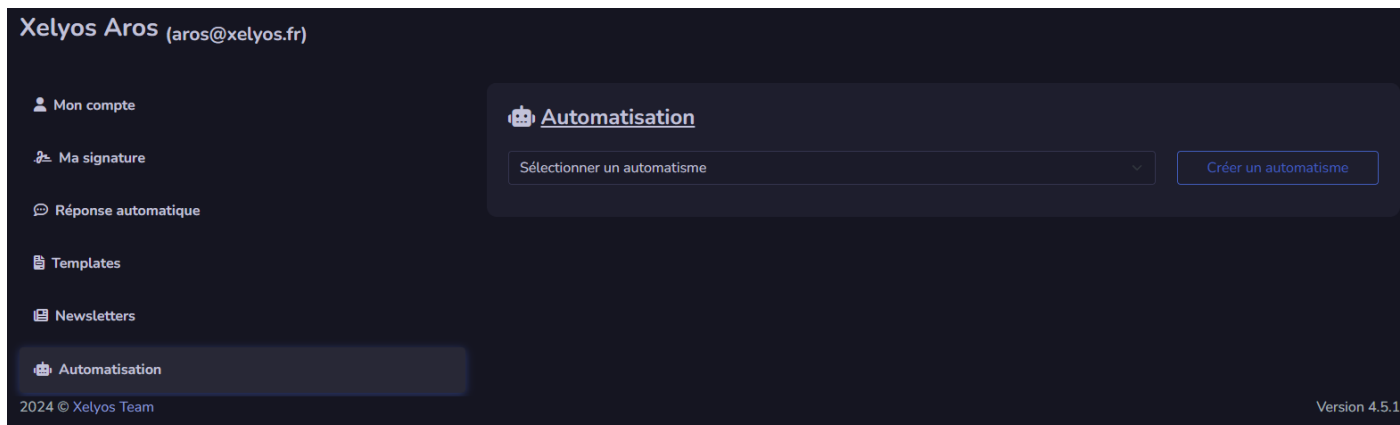 Xelyos Aros (aros@xelyos.fr)
Mon compte
Ma signature
Réponse automatique
Templates
Newsletters
Automatisation
Automatisation
Sélectionner un automatisme
Créer un automatisme
2024 © Xelyos Team
Version 4.5.1